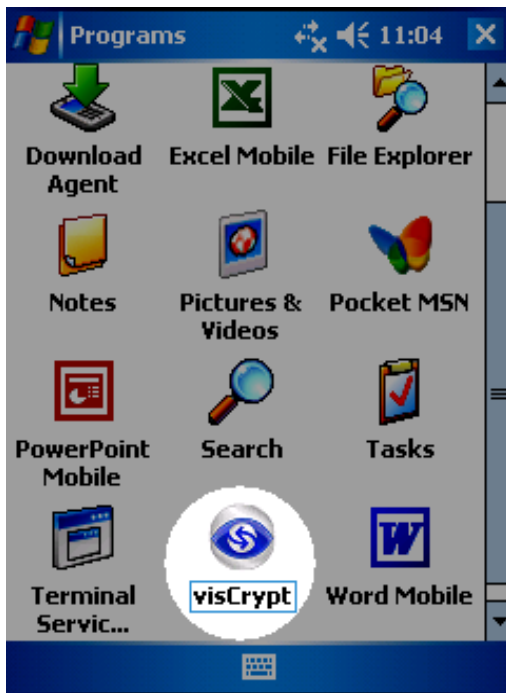 Programs 11:04
Download Agent
Excel Mobile
File Explorer
Notes
Pictures & Videos
Pocket MSN
PowerPoint Mobile
Search
Tasks
Terminal Servic...
visCrypt
Word Mobile